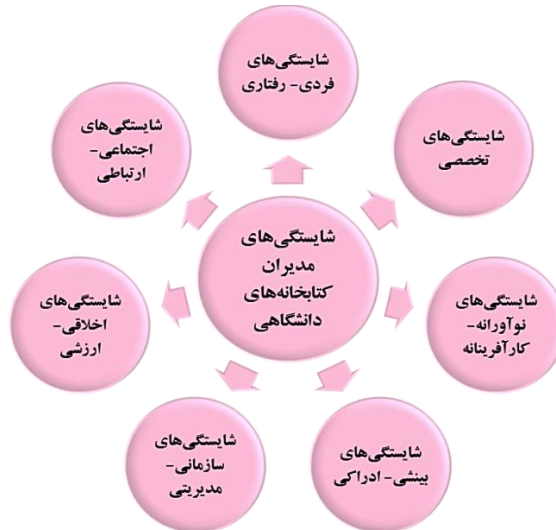 شایستگی‌های
فردی- رفتاری
شایستگی‌های
تخصصی
شایستگی‌های
نوآورانه-
کارآفرینانه
شایستگی‌های
بینشی- ادراکی
شایستگی‌های
سازمانی-
مدیریتی
شایستگی‌های
اخلاقی-
ارزشی
شایستگی‌های
اجتماعی-
ارتباطی
شایستگی‌های
مدیران
کتابخانه‌های
دانشگاهی